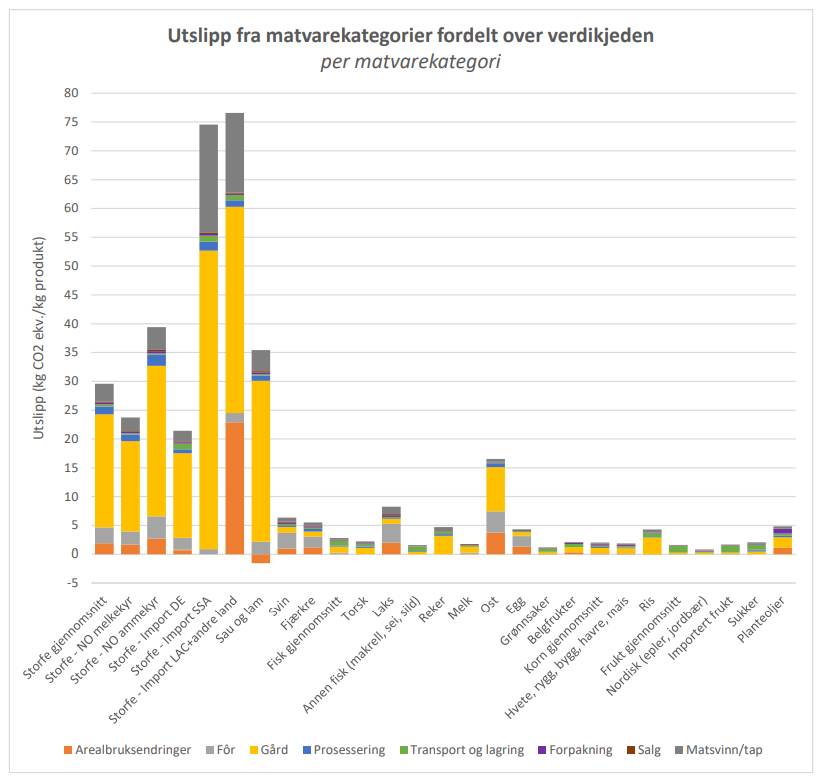 Utslipp fra matvarekategorier fordelt over verdikjeden
per matvarekategori
Utslipp (kg CO2 ekv./kg produkt)
80
75
70
65
60
55
50
45
40
35
30
25
20
15
10
5
0
-5
Storfe gjennomsnitt
Storfe - NO melkekyr
Storfe - NO ammekyr
Storfe - Import DE
Storfe - Import SSA
Storfe - Import LAC+andre land
Sau og lam
Svin
Fjærkre
Fisk gjennomsnitt
Torsk
Laks
Annen fisk (makrell, sei, sild)
Reker
Melk
Ost
Egg
Grønnsaker
Belgfrukter
Korn gjennomsnitt
Hvete, rygg, bygg, havre, mais
Ris
Frukt gjennomsnitt
Nordisk (epler, jordbær)
Importert frukt
Sukker
Planteoljer
Arealbruksendringer
Fôr
Gård
Prosessering
Transport og lagring
Forpakning
Salg
Matsvinn/tap